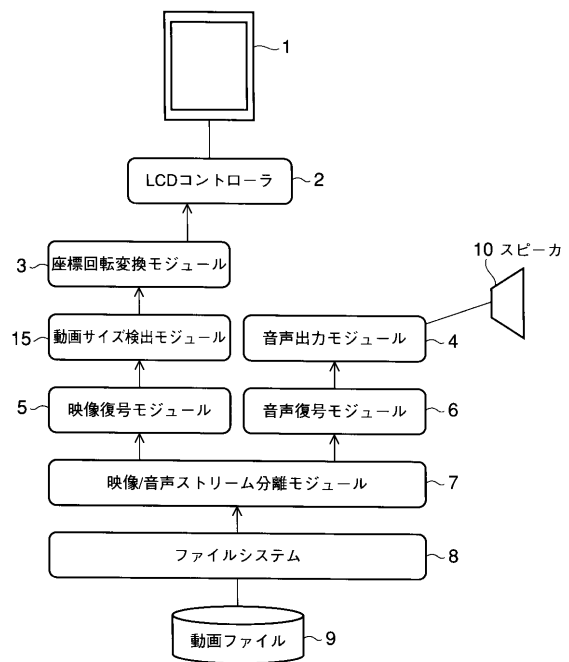 1
LCDコントローラ 2
10 スピーカ
3 座標回転変換モジュール
15 動画サイズ検出モジュール
音声出力モジュール 4
5 映像復号モジュール
音声復号モジュール 6
映像/音声ストリーム分離モジュール 7
ファイルシステム 8
動画ファイル 9